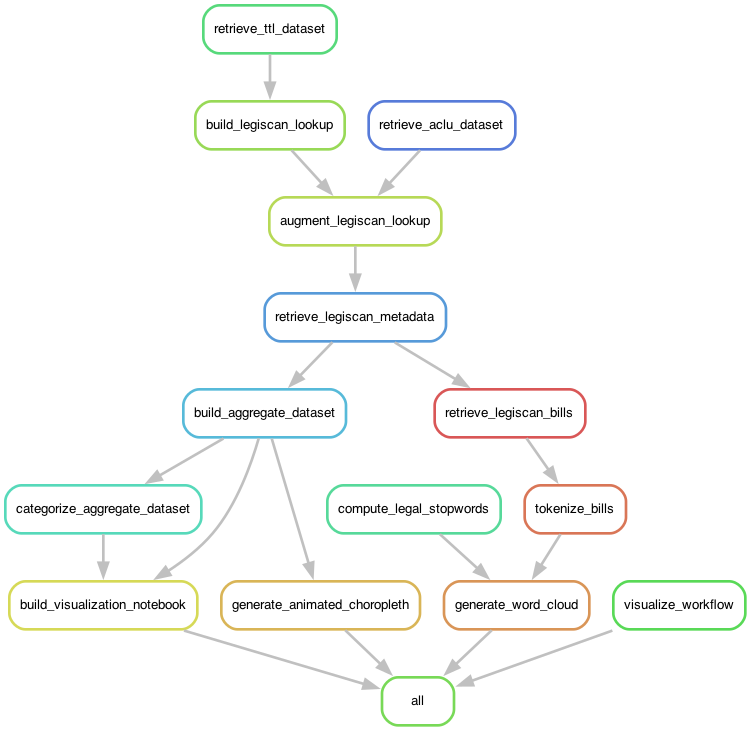 retrieve_ttl_dataset
build_legiscan_lookup
retrieve_aclu_dataset
augment_legiscan_lookup
retrieve_legiscan_metadata
build_aggregate_dataset
retrieve_legiscan_bills
categorize_aggregate_dataset
compute_legal_stopwords
tokenize_bills
build_visualization_notebook
generate_animated_choropleth
generate_word_cloud
visualize_workflow
all